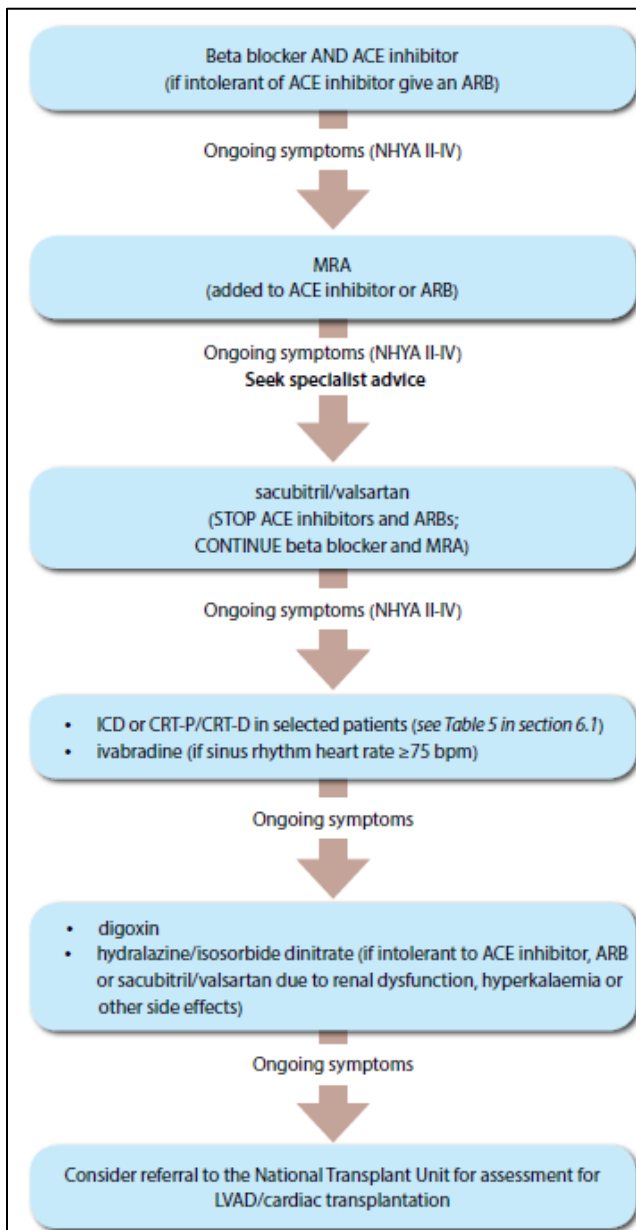 Beta blocker AND ACE inhibitor
(if intolerant of ACE inhibitor give an ARB)
Ongoing symptoms (NHYA II-IV)
MRA
(added to ACE inhibitor or ARB)
Ongoing symptoms (NHYA II-IV)
Seek specialist advice
sacubitril/valsartan
(STOP ACE inhibitors and ARBs;
CONTINUE beta blocker and MRA)
Ongoing symptoms (NHYA II-IV)
• ICD or CRT-P/CRT-D in selected patients (see Table 5 in section 6.1)
• ivabradine (if sinus rhythm heart rate ≥75 bpm)
Ongoing symptoms
• digoxin
• hydralazine/isosorbide dinitrate (if intolerant to ACE inhibitor, ARB
or sacubitril/valsartan due to renal dysfunction, hyperkalaemia or
other side effects)
Ongoing symptoms
Consider referral to the National Transplant Unit for assessment for
LVAD/cardiac transplantation